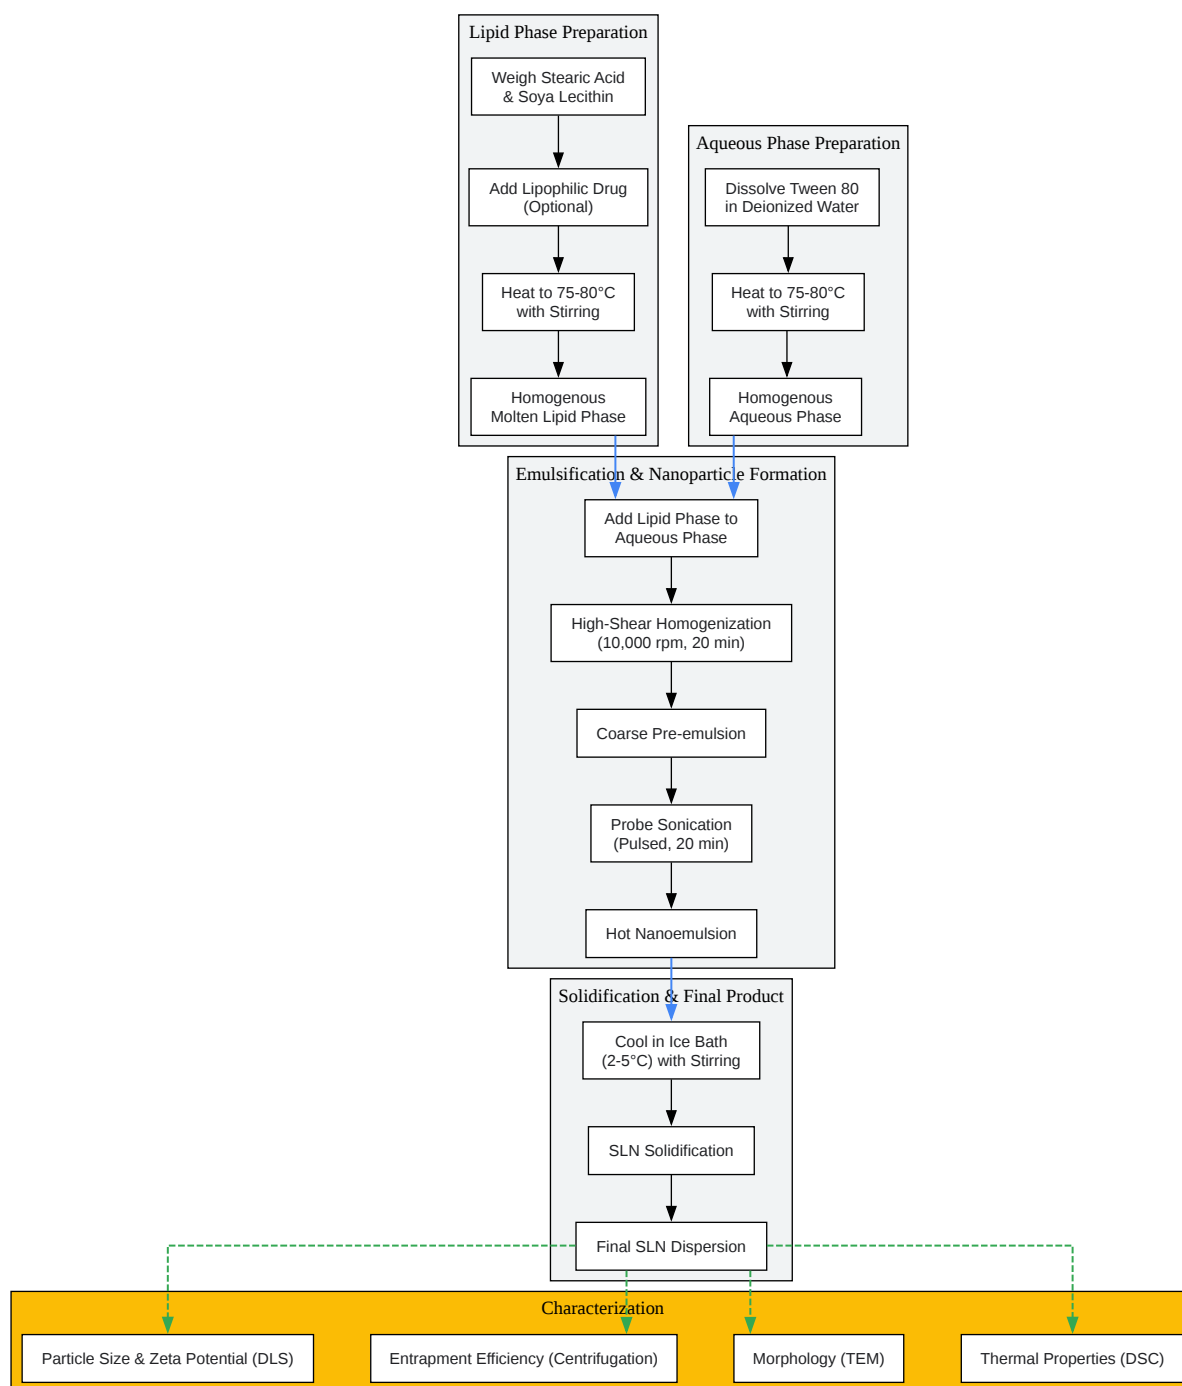 Lipid Phase Preparation
Weigh Stearic Acid
& Soya Lecithin
Add Lipophilic Drug
(Optional)
Heat to 75-80°C
with Stirring
Homogenous
Molten Lipid Phase
Aqueous Phase Preparation
Dissolve Tween 80
in Deionized Water
Heat to 75-80°C
with Stirring
Homogenous
Aqueous Phase
Emulsification & Nanoparticle Formation
Add Lipid Phase to
Aqueous Phase
High-Shear Homogenization
(10,000 rpm, 20 min)
Coarse Pre-emulsion
Probe Sonication
(Pulsed, 20 min)
Hot Nanoemulsion
Solidification & Final Product
Cool in Ice Bath
(2-5°C) with Stirring
SLN Solidification
Final SLN Dispersion
Characterization
Particle Size & Zeta Potential (DLS)
Entrapment Efficiency (Centrifugation)
Morphology (TEM)
Thermal Properties (DSC)